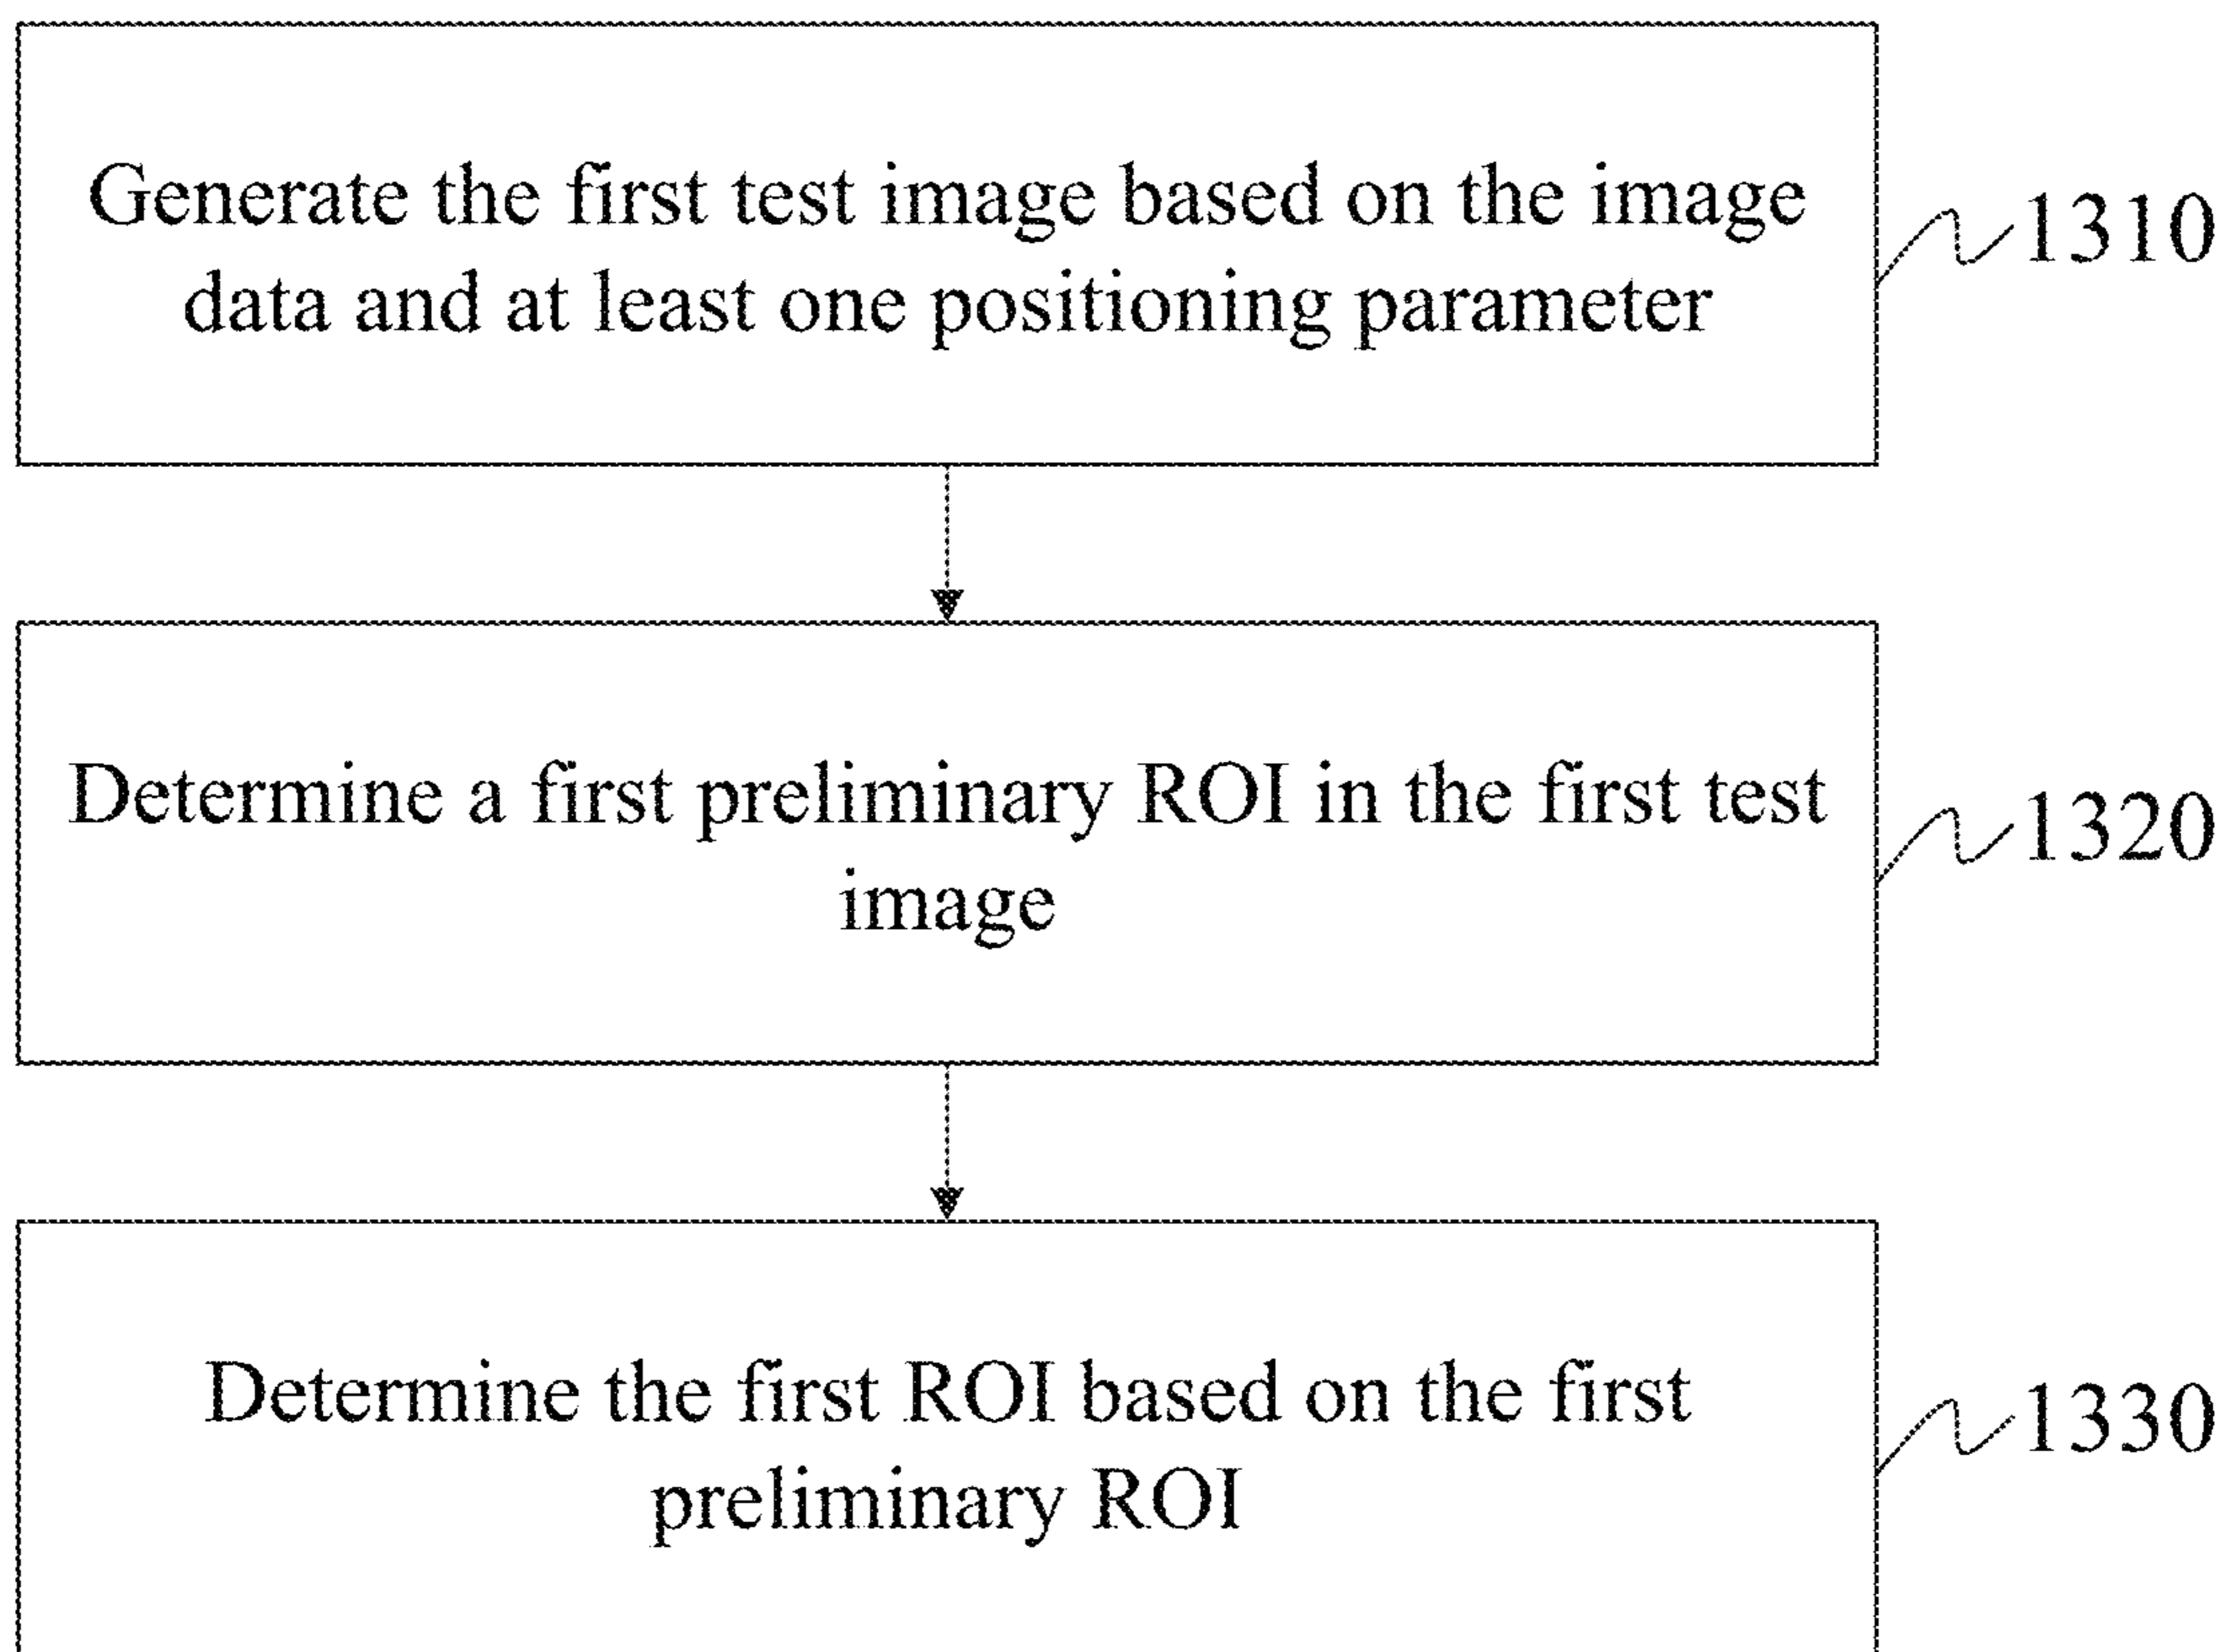 Generate the first test image based on the image
data and at least one positioning parameter
1310
Determine a first preliminary ROI in the first test
image
1320
Determine the first ROI based on the first
preliminary ROI
1330